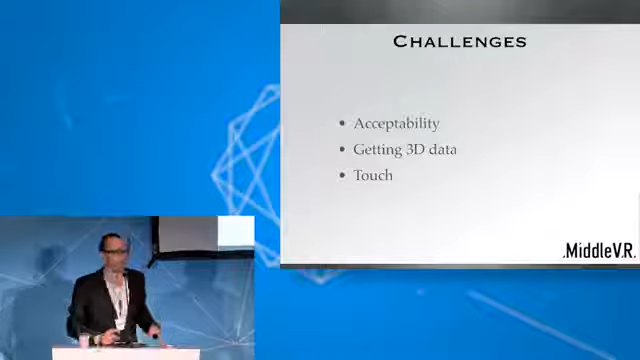 CHALLENGES
• Acceptability
• Getting 3D data
• Touch
.MiddleV.R.